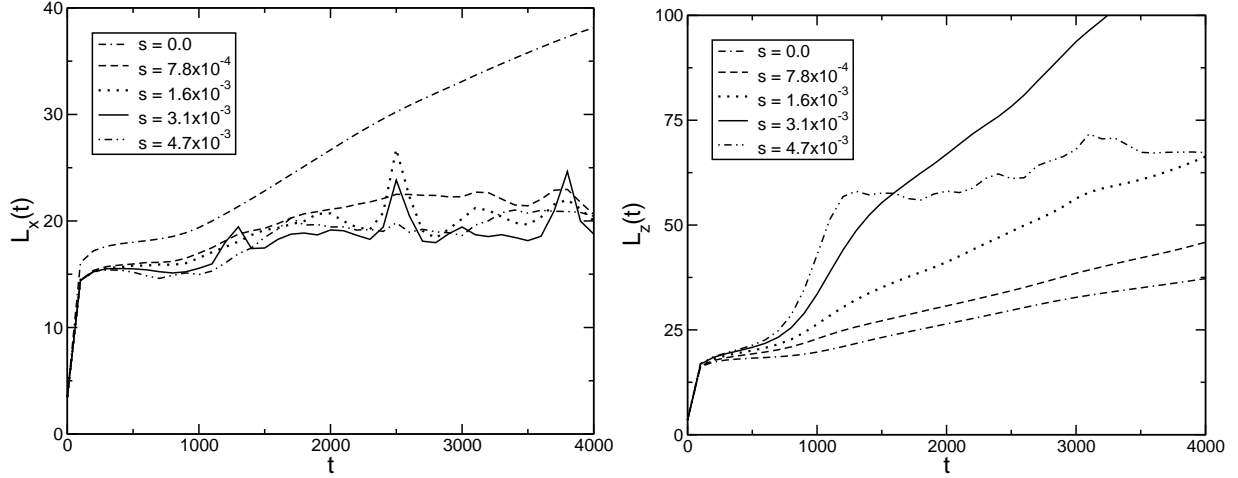 40
30
20
10
0
0
1000
2000
3000
4000
t
Lx(t)
s = 0.0
s = 7.8x10^-4
s = 1.6x10^-3
s = 3.1x10^-3
s = 4.7x10^-3
100
75
50
25
0
0
1000
2000
3000
4000
t
Lz(t)
s = 0.0
s = 7.8x10^-4
s = 1.6x10^-3
s = 3.1x10^-3
s = 4.7x10^-3